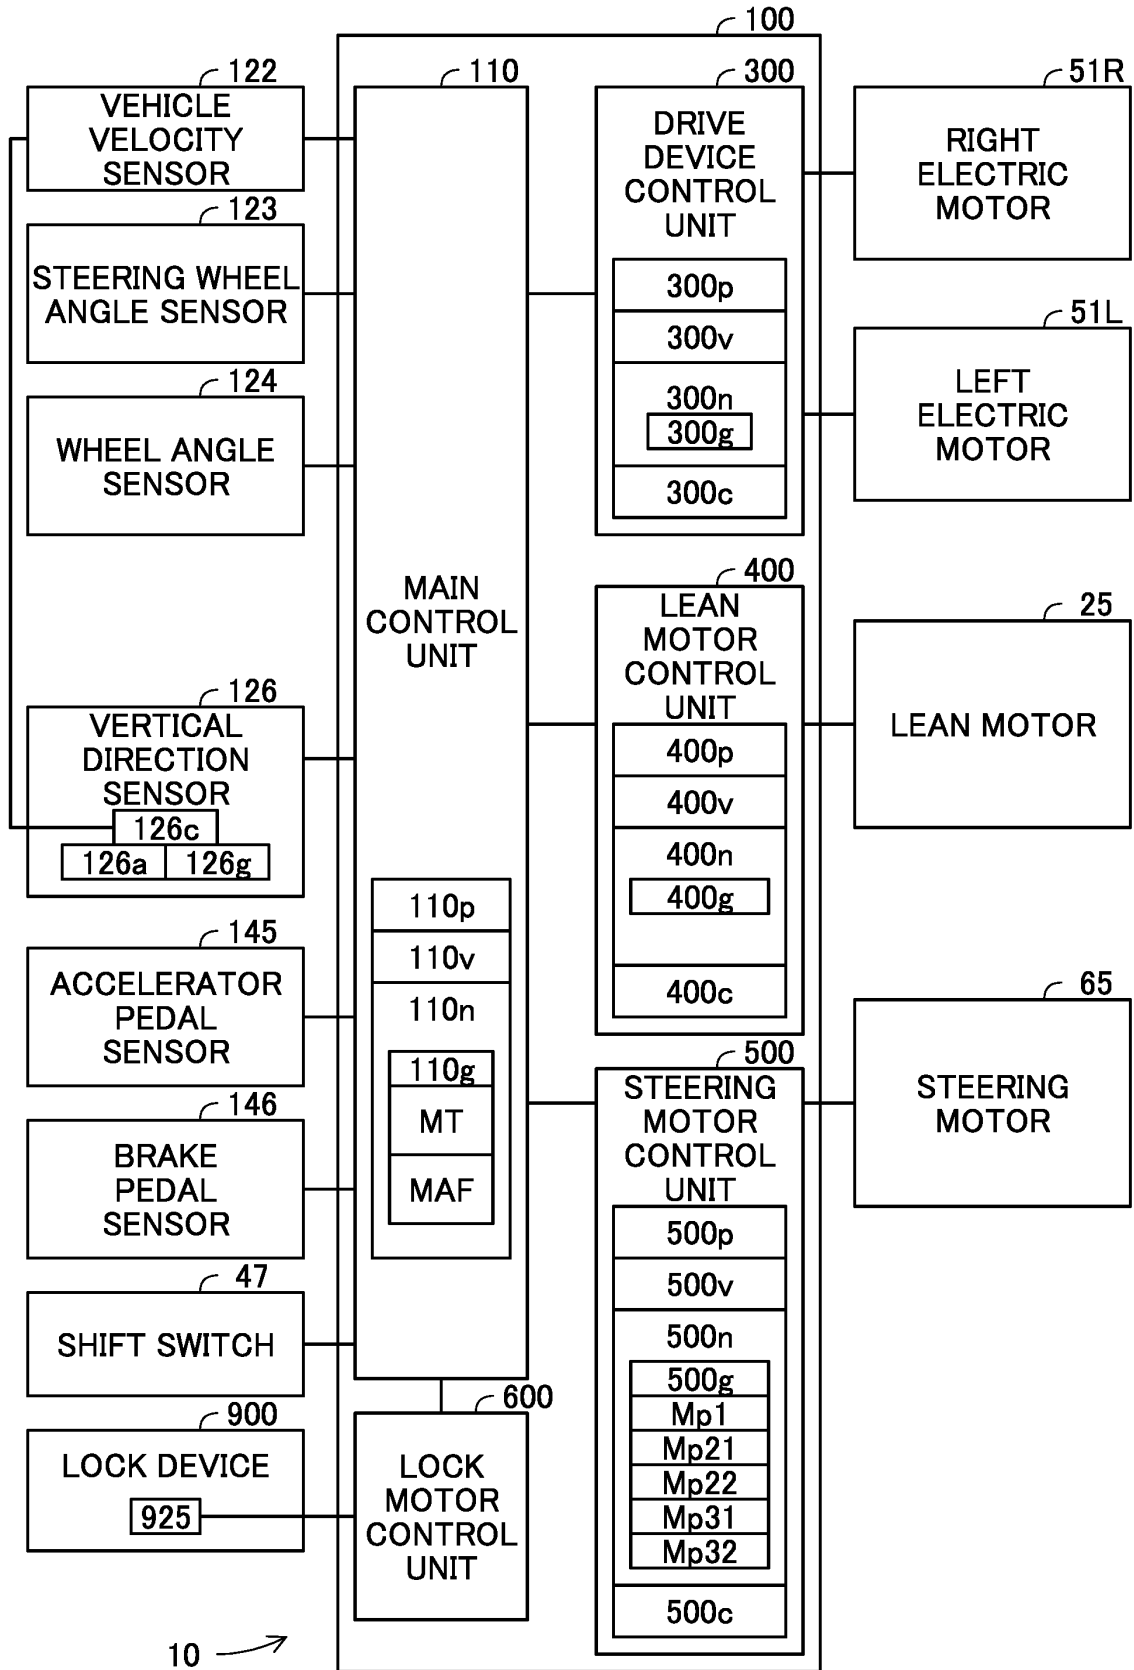 100
122
VEHICLE
VELOCITY
SENSOR
123
STEERING WHEEL
ANGLE SENSOR
124
WHEEL ANGLE
SENSOR
126
VERTICAL
DIRECTION
SENSOR
126c
126a
126g
145
ACCELERATOR
PEDAL
SENSOR
146
BRAKE
PEDAL
SENSOR
47
SHIFT SWITCH
900
LOCK DEVICE
925
110
MAIN
CONTROL
UNIT
110p
110v
110n
110g
MT
MAF
600
LOCK
MOTOR
CONTROL
UNIT
300
DRIVE
DEVICE
CONTROL
UNIT
300p
300v
300n
300g
300c
400
LEAN
MOTOR
CONTROL
UNIT
400p
400v
400n
400g
400c
500
STEERING
MOTOR
CONTROL
UNIT
500p
500v
500n
500g
Mp1
Mp21
Mp22
Mp31
Mp32
500c
51R
RIGHT
ELECTRIC
MOTOR
51L
LEFT
ELECTRIC
MOTOR
25
LEAN MOTOR
65
STEERING
MOTOR
10